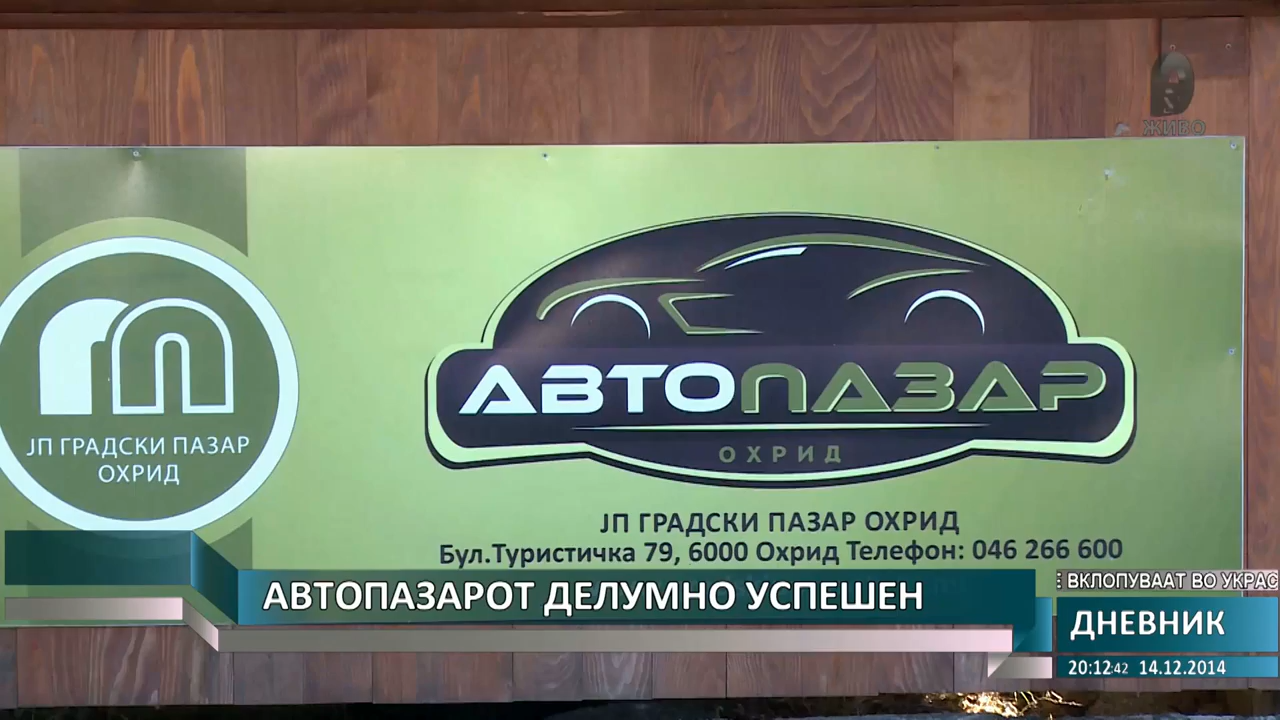 ЖИВО
АВТОПАЗАР
ОХРИД
ЈП ГРАДСКИ ПАЗАР
ОХРИД
ЈП ГРАДСКИ ПАЗАР ОХРИД
Бул.Туристичка 79, 6000 Охрид Телефон: 046 266 600
АВТОПАЗАРОТ ДЕЛУМНО УСПЕШЕН
Е ВКЛОПУВААТ ВО УКРАС
ДНЕВНИК
20:12:42 14.12.2014